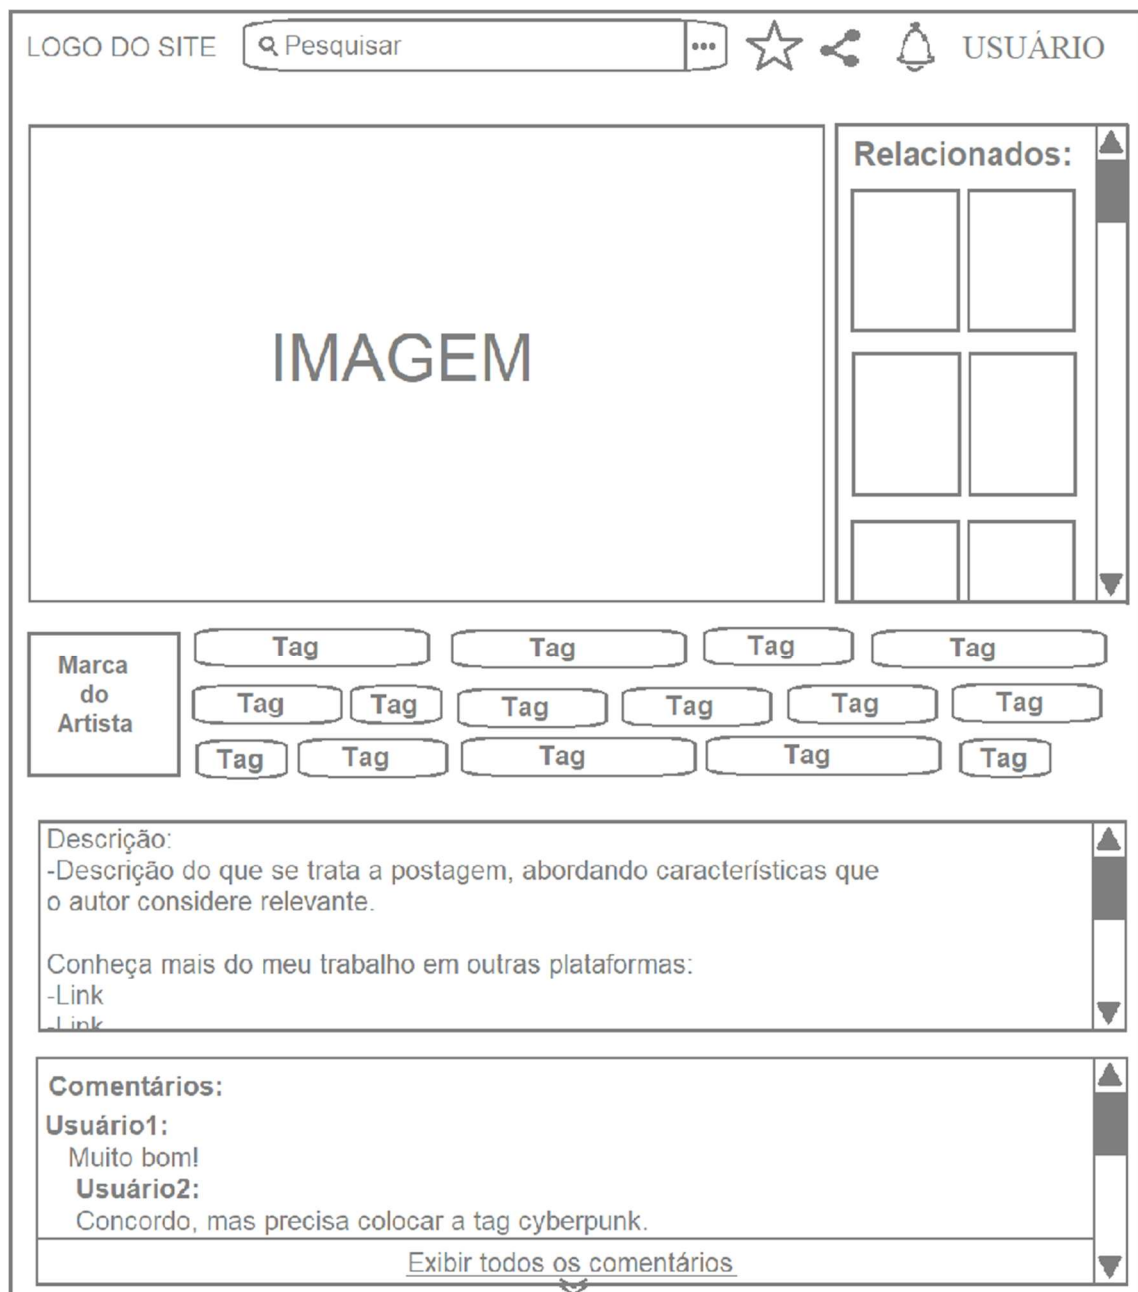 LOGO DO SITE
Pesquisar
USUÁRIO
IMAGEM
Relacionados:
Marca
do
Artista
Tag Tag Tag Tag
Tag Tag Tag Tag Tag Tag
Tag Tag Tag Tag Tag
Descrição:
-Descrição do que se trata a postagem, abordando características que
o autor considere relevante.
Conheça mais do meu trabalho em outras plataformas:
-Link
-Link
Comentários:
Usuário1:
Muito bom!
Usuário2:
Concordo, mas precisa colocar a tag cyberpunk.
Exibir todos os comentários